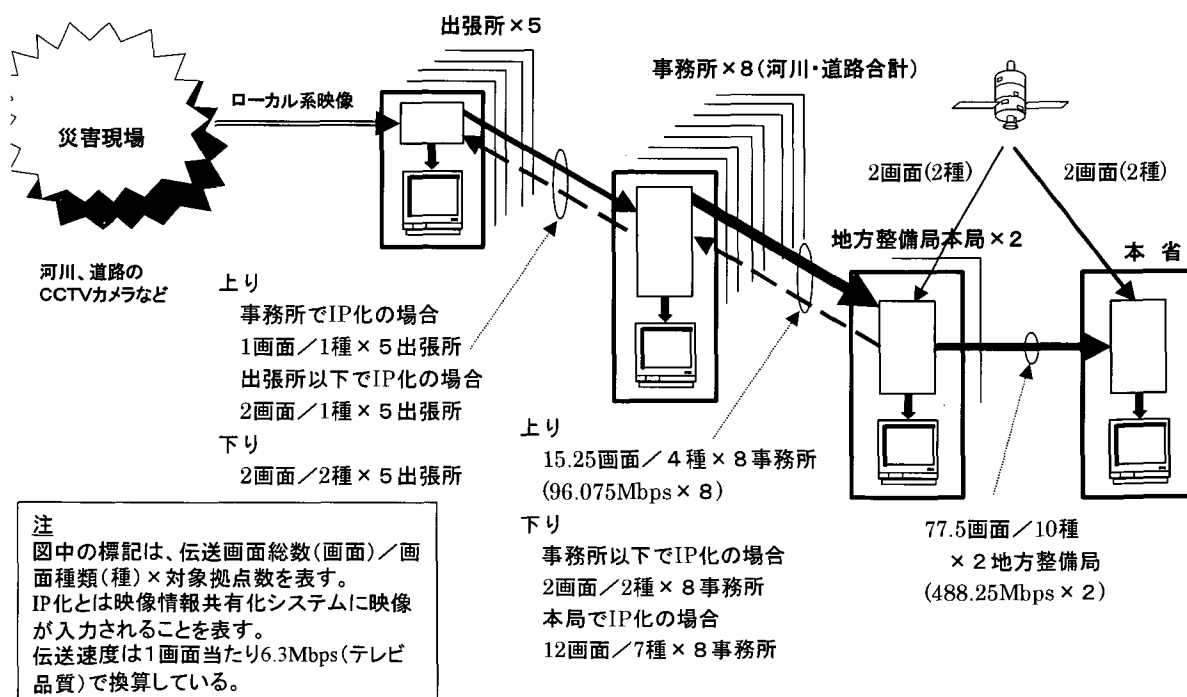 出張所×5
事務所×8(河川・道路合計)
ローカル系映像
災害現場
2画面(2種)
2画面(2種)
地方整備局本局×2
本 省
河川、道路の
CCTVカメラなど
上り
事務所でIP化の場合
1画面／1種×5出張所
出張所以下でIP化の場合
2画面／1種×5出張所
下り
2画面／2種×5出張所
上り
15.25画面／4種×8事務所
(96.075Mbps×8)
下り
事務所以下でIP化の場合
2画面／2種×8事務所
本局でIP化の場合
12画面／7種×8事務所
77.5画面／10種
×2地方整備局
(488.25Mbps×2)
注
図中の標記は、伝送画面総数(画面)／画
面種類(種)×対象拠点数を表す。
IP化とは映像情報共有化システムに映像
が入力されることを表す。
伝送速度は1画面当たり6.3Mbps(テレビ
品質)で換算している。